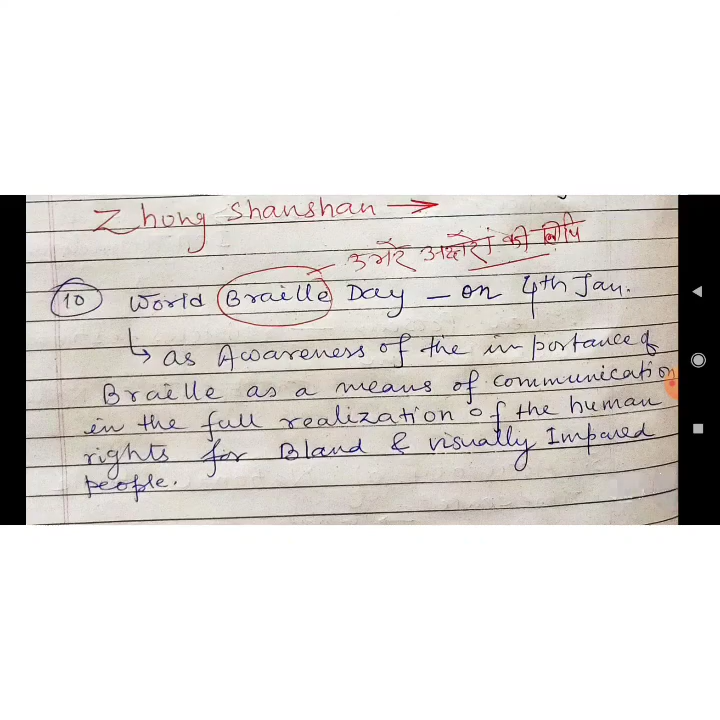 Zhong Shanshan →
उभरे अक्षरों की लिपि
10 World Braille Day – on 4th Jan.
↳ as Awareness of the importance of
Braille as a means of communication
in the full realization of the human
rights for Bland & visually Impared
people.